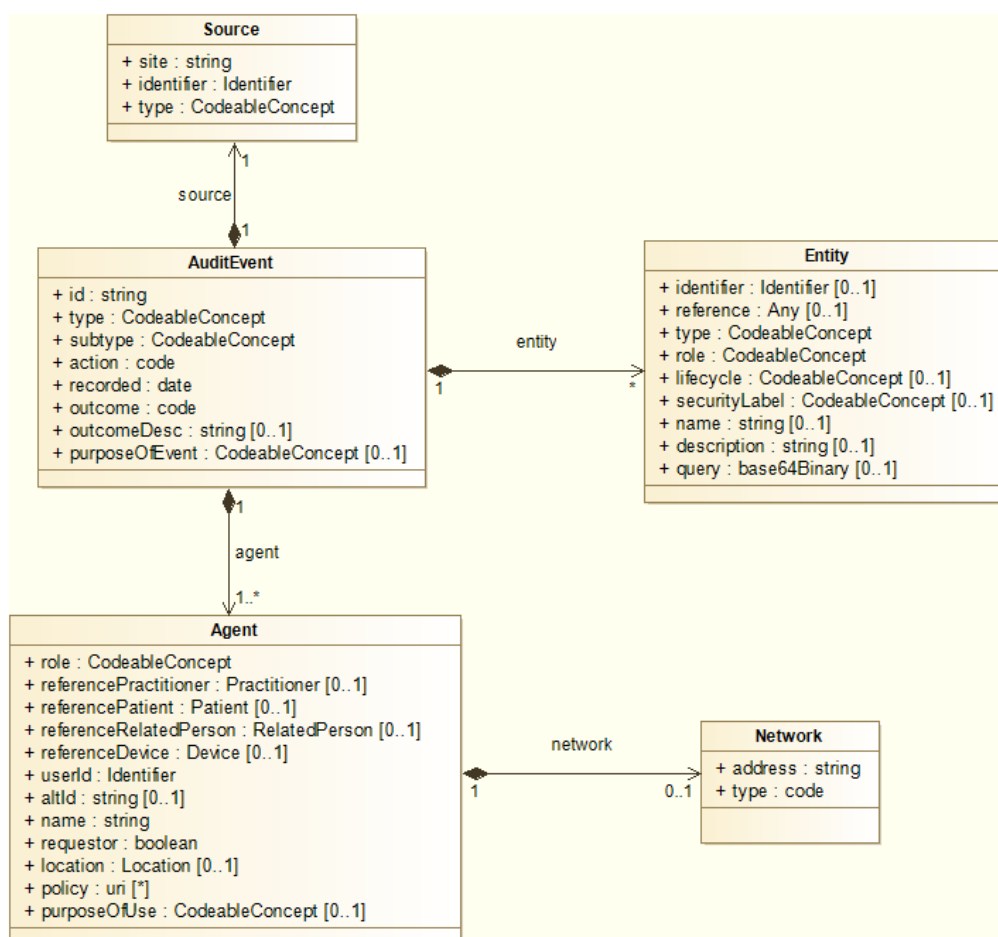 Source
+ site : string
+ identifier : Identifier
+ type : CodeableConcept
1
source
1
AuditEvent
+ id : string
+ type : CodeableConcept
+ subtype : CodeableConcept
+ action : code
+ recorded : date
+ outcome : code
+ outcomeDesc : string [0..1]
+ purposeOfEvent : CodeableConcept [0..1]
entity
1
*
Entity
+ identifier : Identifier [0..1]
+ reference : Any [0..1]
+ type : CodeableConcept
+ role : CodeableConcept
+ lifecycle : CodeableConcept [0..1]
+ securityLabel : CodeableConcept [0..1]
+ name : string [0..1]
+ description : string [0..1]
+ query : base64Binary [0..1]
1
agent
1..*
Agent
+ role : CodeableConcept
+ referencePractitioner : Practitioner [0..1]
+ referencePatient : Patient [0..1]
+ referenceRelatedPerson : RelatedPerson [0..1]
+ referenceDevice : Device [0..1]
+ userId : Identifier
+ altId : string [0..1]
+ name : string
+ requestor : boolean
+ location : Location [0..1]
+ policy : uri [*]
+ purposeOfUse : CodeableConcept [0..1]
network
1
0..1
Network
+ address : string
+ type : code